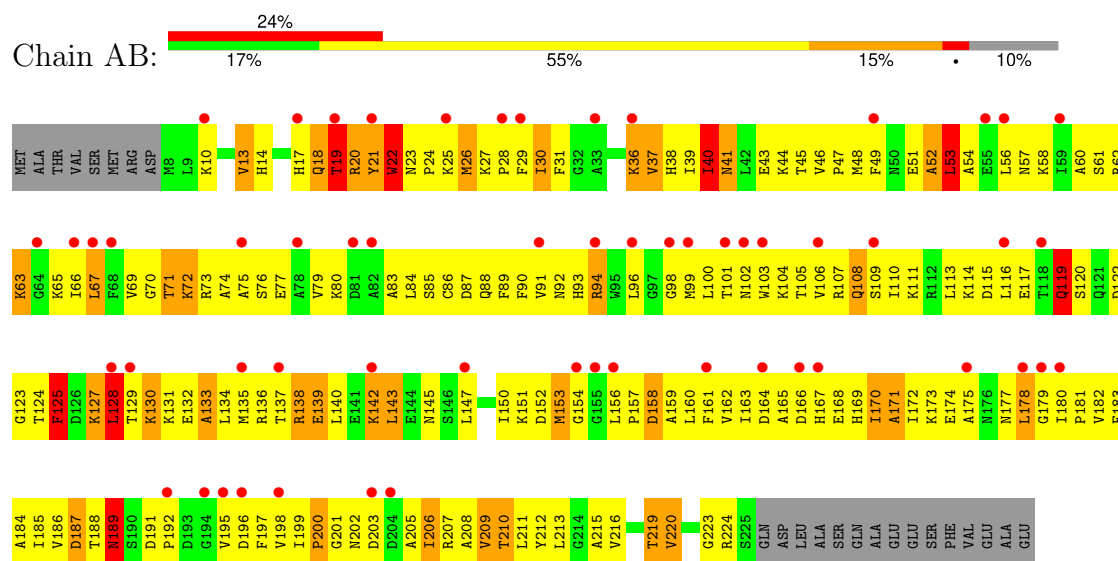 24%
Chain AB:
17% 55% 15% • 10%
MET ALA THR VAL SER MET ARG ASP M8 L9 K10 V13 H14 H17 Q18 T19 R20 Y21 W22 N23 P24 K25 M26 K27 P28 F29 I30 F31 G32 A33 K36 V37 H38 I39 I40 N41 L42 E43 K44 T45 V46 P47 M48 F49 N50 E51 A52 L53 A54 E55 L56 N57 K58 I59 A60 S61 R62
K63 G64 K65 I66 L67 F68 V69 G70 T71 K72 R73 A74 A75 S76 E77 A78 V79 K80 D81 A82 A83 L84 S85 C86 D87 Q88 F89 F90 V91 N92 H93 R94 W95 L96 G97 G98 M99 L100 T101 N102 W103 K104 T105 V106 R107 Q108 S109 I110 K111 R112 L113 K114 D115 L116 E117 T118 Q119 S120 Q121 D122
G123 T124 F125 D126 K127 L128 T129 K130 K131 E132 A133 L134 M135 R136 T137 R138 E139 L140 E141 K142 L143 E144 N145 S146 L147 I150 K151 D152 M153 G154 G155 L156 P157 D158 A159 L160 F161 V162 I163 D164 A165 D166 H167 E168 H169 I170 A171 I172 K173 E174 A175 N176 N177 L178 G179 I180 P181 V182 F183
A184 I185 V186 D187 T188 N189 S190 D191 P192 D193 G194 V195 D196 F197 V198 I199 P200 G201 N202 D203 D204 A205 I206 R207 A208 V209 T210 L211 Y212 L213 G214 A215 V216 T219 V220 G223 R224 S225 GLN ASP LEU ALA SER GLN ALA GLU GLU SER PHE VAL GLU ALA GLU